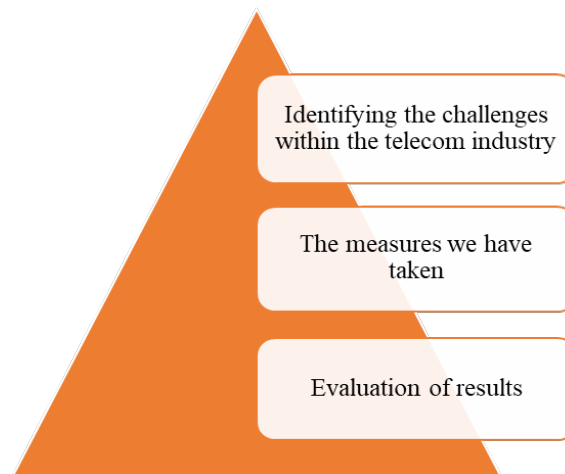 Identifying the challenges
within the telecom industry
The measures we have
taken
Evaluation of results